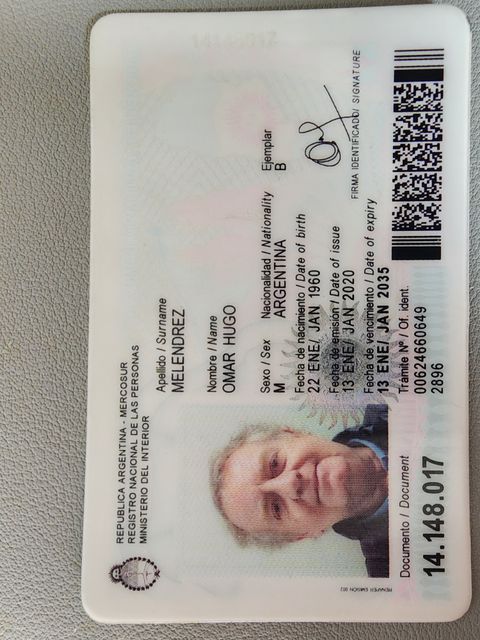 REPUBLICA ARGENTINA - MERCOSUR
REGISTRO NACIONAL DE LAS PERSONAS
MINISTERIO DEL INTERIOR
Apellido / Surname
MELENDREZ
Nombre / Name
OMAR HUGO
Sexo / Sex Nacionalidad / Nationality Ejemplar
M ARGENTINA B
Fecha de nacimiento / Date of birth
22 ENE/ JAN 1960
Fecha de emisión / Date of issue
13 ENE/ JAN 2020
FIRMA IDENTIFICADO/ SIGNATURE
Fecha de vencimiento / Date of expiry
13 ENE/ JAN 2035
Documento / Document
14.148.017
Trámite Nº / Of. ident.
00624660649
2896